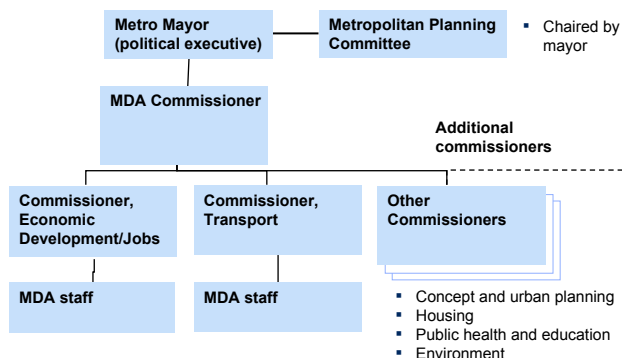 Metro Mayor
(political executive)
Metropolitan Planning
Committee
▪ Chaired by
mayor
MDA Commissioner
Additional
commissioners
Commissioner,
Economic
Development/Jobs
Commissioner,
Transport
Other
Commissioners
MDA staff
MDA staff
▪ Concept and urban planning
▪ Housing
▪ Public health and education
▪ Environment